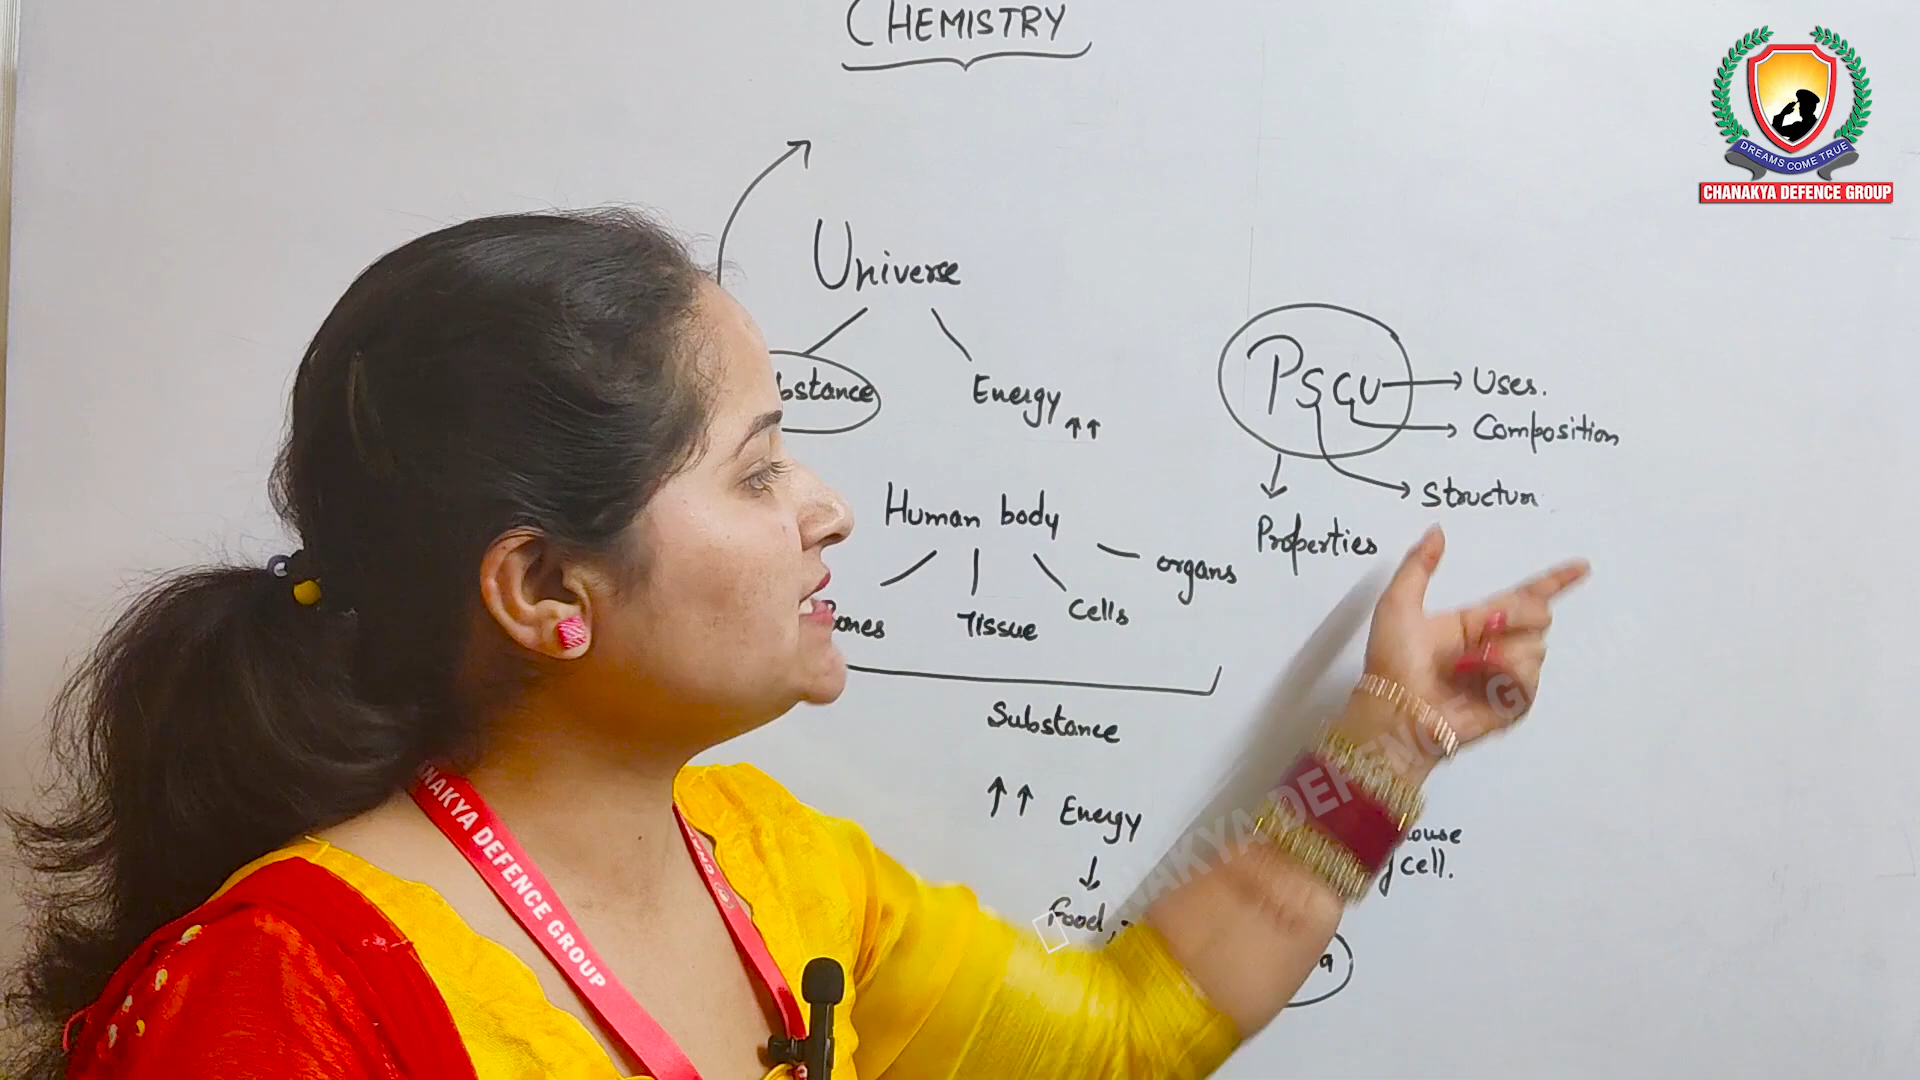 CHEMISTRY
DREAMS COME TRUE
CHANAKYA DEFENCE GROUP
Universe
bstance
Energy ↑↑
PSCU → Uses.
→ Composition
→ Structur
Properties
Human body
ones Tissue Cells organs
Substance
↑↑ Energy
↓
Food,
ouse
cell.
NAKYA DEFENCE GROUP